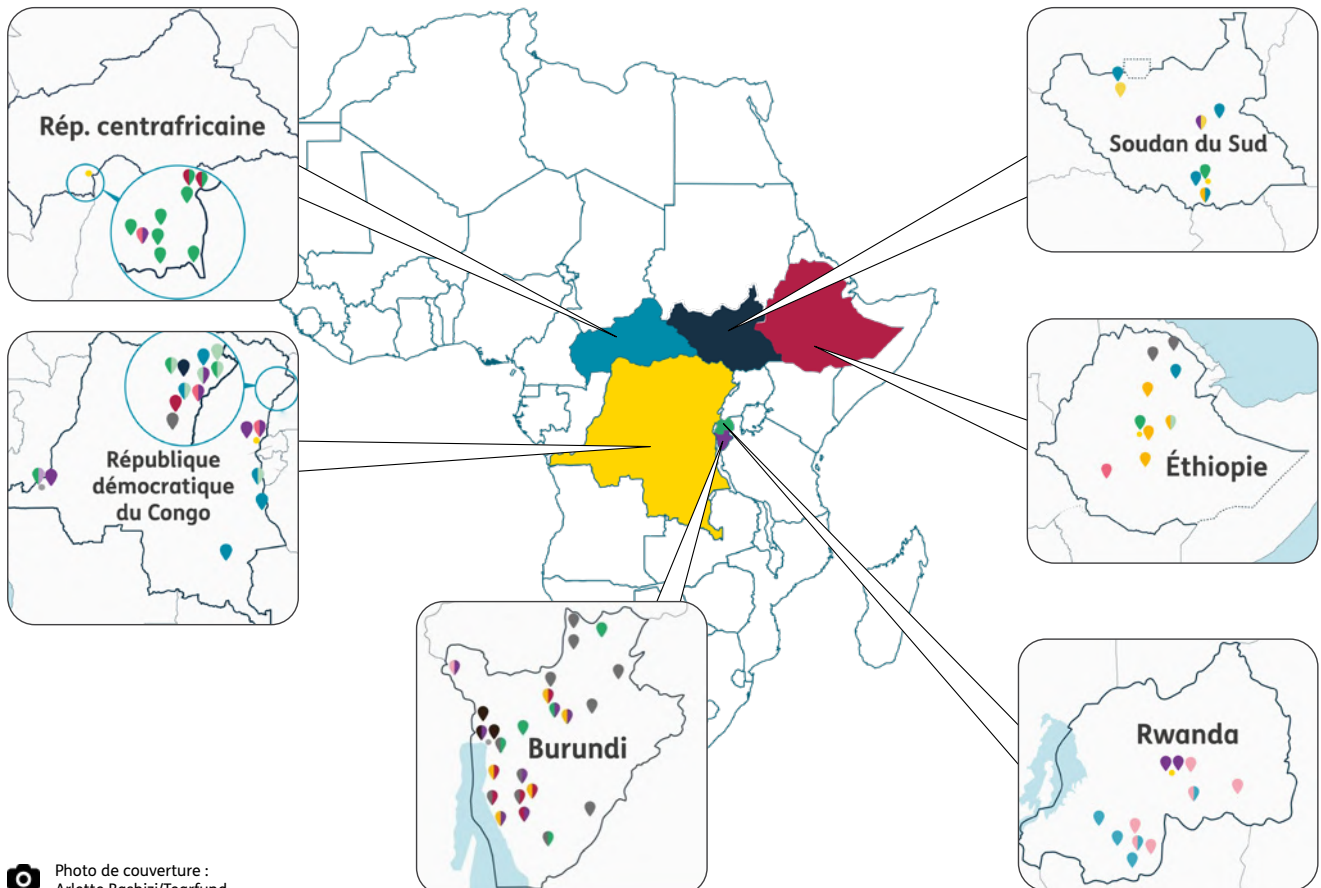 Rép. centrafricaine
Soudan du Sud
République
démocratique
du Congo
Éthiopie
Burundi
Rwanda
Photo de couverture :